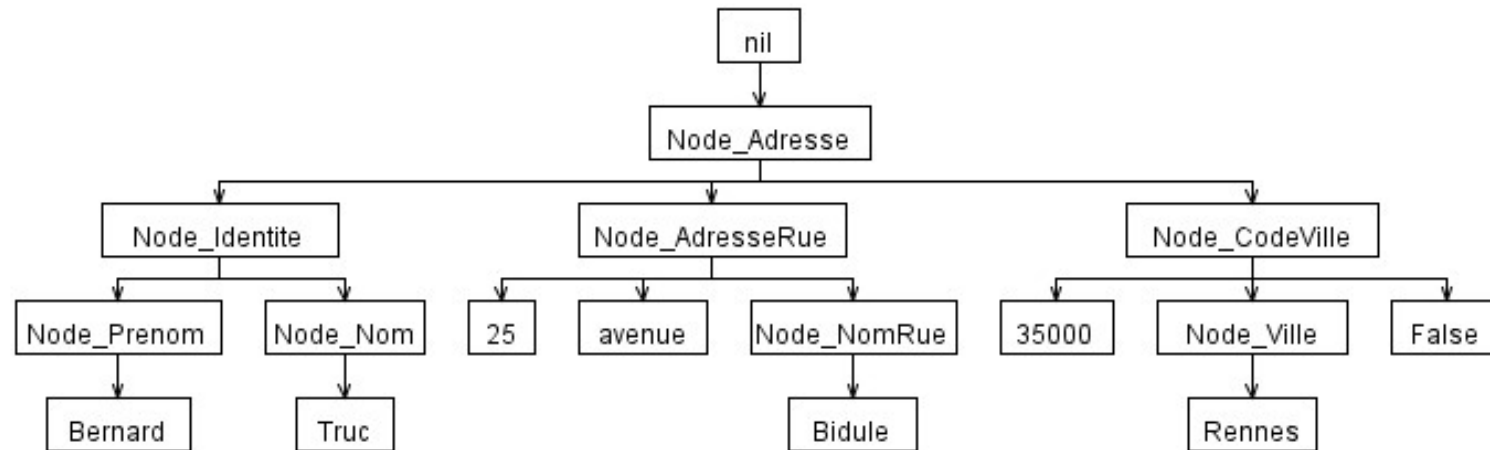 nil
Node_Adresse
Node_Identite Node_AdresseRue Node_CodeVille
Node_Prenom Node_Nom 25 avenue Node_NomRue 35000 Node_Ville False
Bernard Truc Bidule Rennes